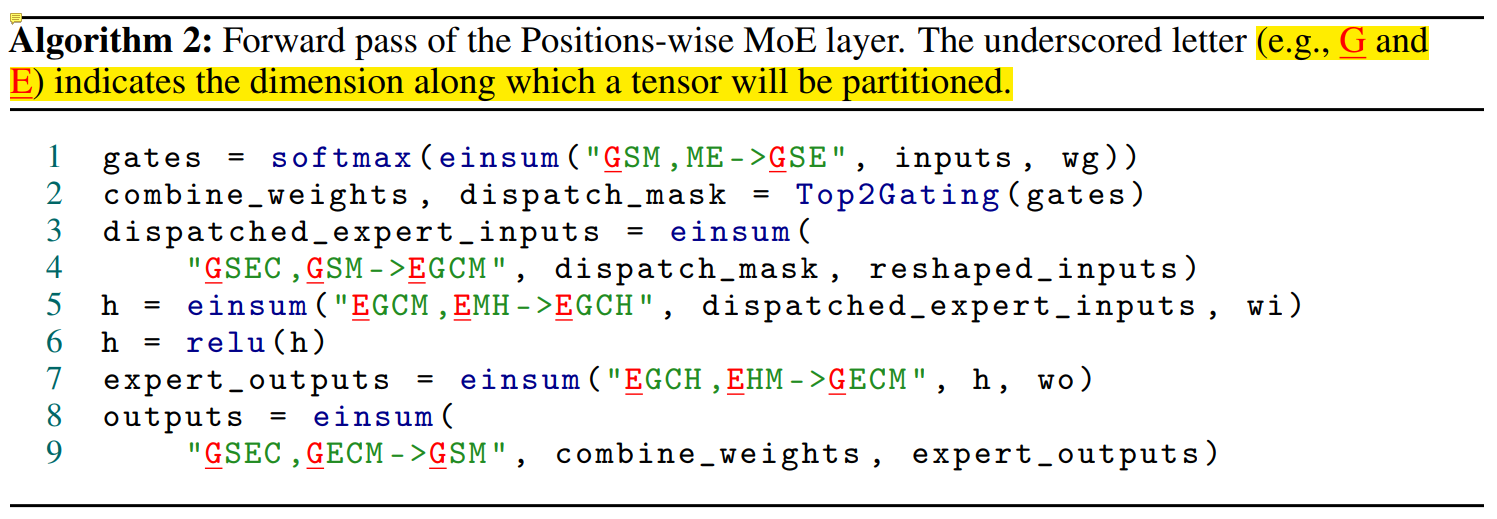 Algorithm 2: Forward pass of the Positions-wise MoE layer. The underscored letter (e.g., G and
E) indicates the dimension along which a tensor will be partitioned.
1 gates = softmax(einsum("GSM,ME->GSE", inputs, wg))
2 combine_weights, dispatch_mask = Top2Gating(gates)
3 dispatched_expert_inputs = einsum(
4 "GSEC,GSM->EGCM", dispatch_mask, reshaped_inputs)
5 h = einsum("EGCM,EMH->EGCH", dispatched_expert_inputs, wi)
6 h = relu(h)
7 expert_outputs = einsum("EGCH,EHM->GECM", h, wo)
8 outputs = einsum(
9 "GSEC,GECM->GSM", combine_weights, expert_outputs)